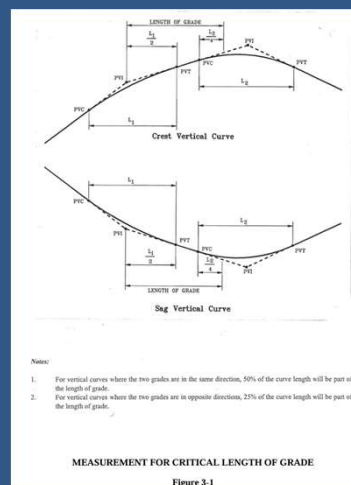 LENGTH OF GRADE
L1
2
L2
4
PVI
PVI
PVC
PVT
PVT
L2
PVC
L1
Crest Vertical Curve
L1
PVC
L2
PVI
PVT
PVC
PVT
L1
2
L2
4
PVI
LENGTH OF GRADE
Sag Vertical Curve
Notes:
1. For vertical curves where the two grades are in the same direction, 50% of the curve length will be part of
the length of grade.
2. For vertical curves where the two grades are in opposite directions, 25% of the curve length will be part of
the length of grade.
MEASUREMENT FOR CRITICAL LENGTH OF GRADE
Figure 3-1